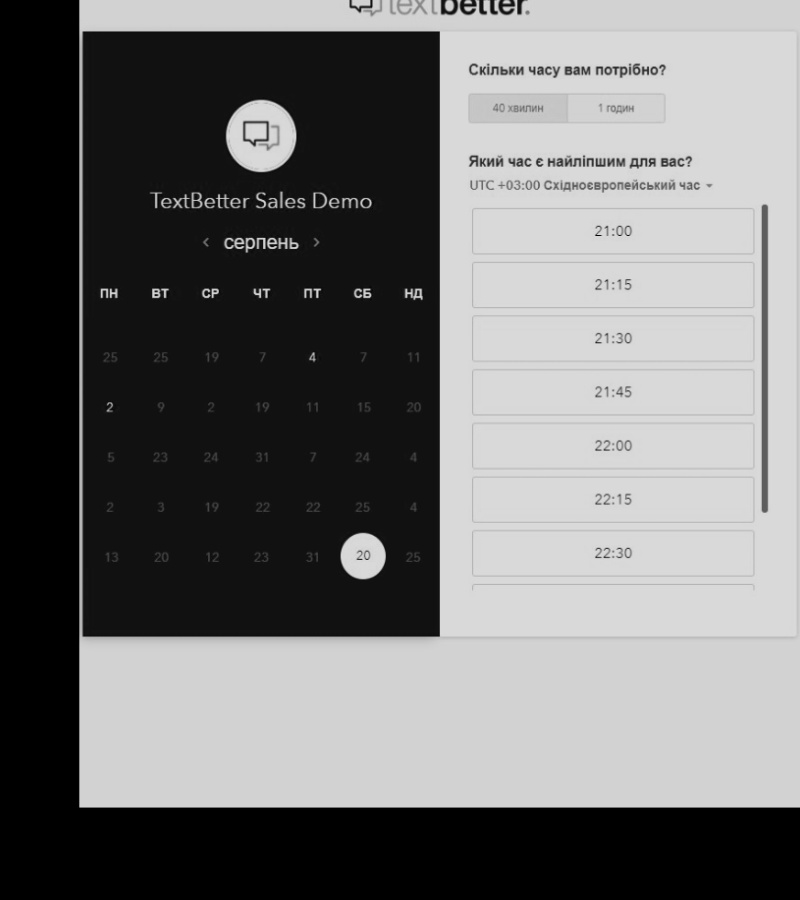 textbetter.
TextBetter Sales Demo
серпень
ПН ВТ СР ЧТ ПТ СБ НД
25 25 19 7 4 7 11
2 9 2 19 11 15 20
5 23 24 31 7 24 4
2 3 19 22 22 25 4
13 20 12 23 31 20 25
Скільки часу вам потрібно?
40 хвилин 1 годин
Який час є найліпшим для вас?
UTC +03:00 Східноєвропейський час
21:00
21:15
21:30
21:45
22:00
22:15
22:30